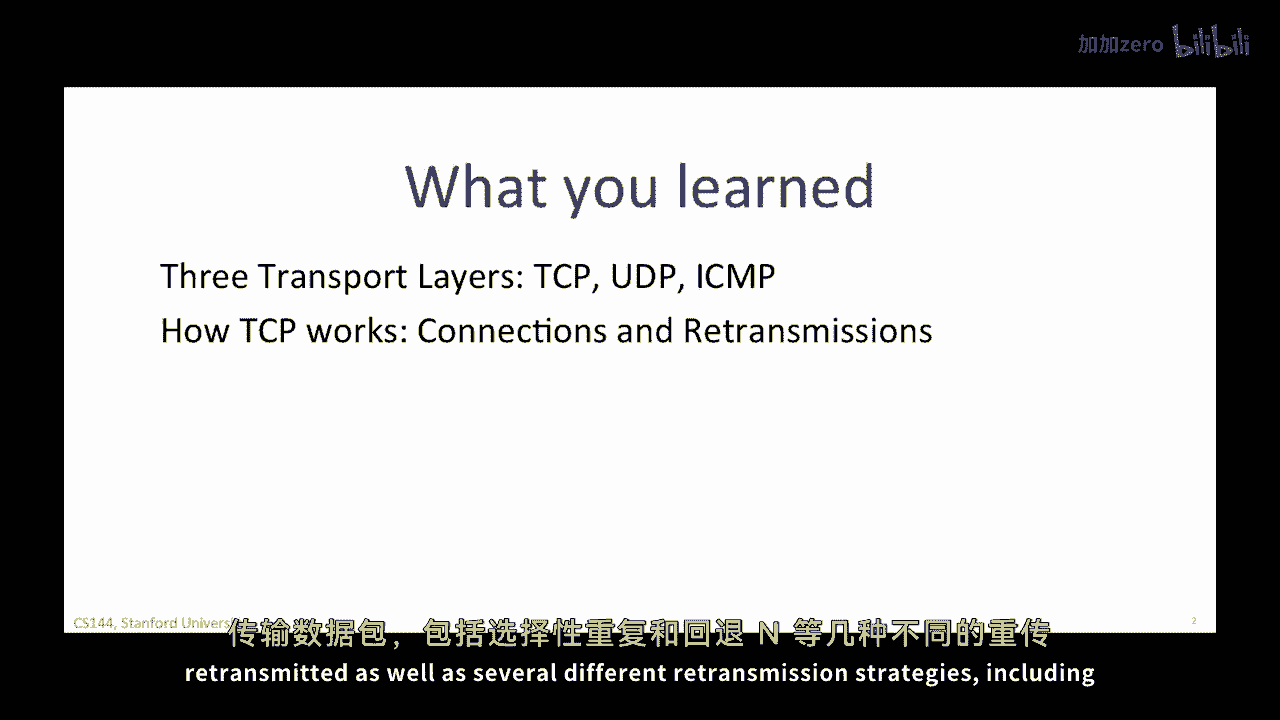 加加zero bilibili
What you learned
Three Transport Layers: TCP, UDP, ICMP
How TCP works: Connections and Retransmissions
CS144, Stanford Univers
2
传输数据包，包括选择性重复和回退 N 等几种不同的重传
retransmitted as well as several different retransmission strategies, including